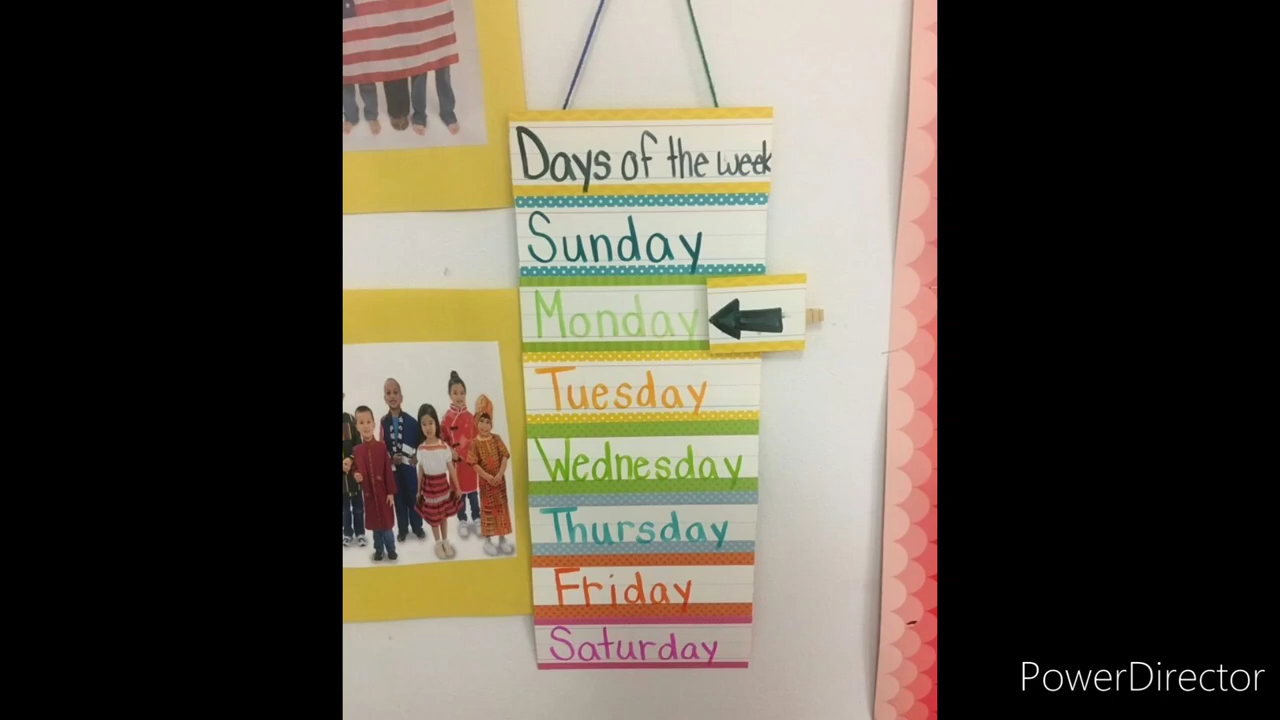 Days of the week
Sunday
Monday
Tuesday
Wednesday
Thursday
Friday
Saturday
PowerDirector